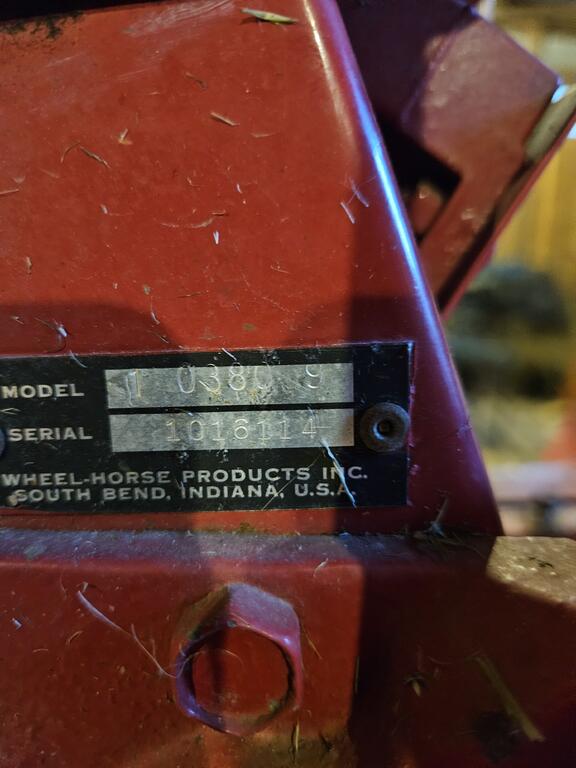 MODEL 1 0380 9
SERIAL 1016114
WHEEL-HORSE PRODUCTS INC.
SOUTH BEND, INDIANA, U.S.A